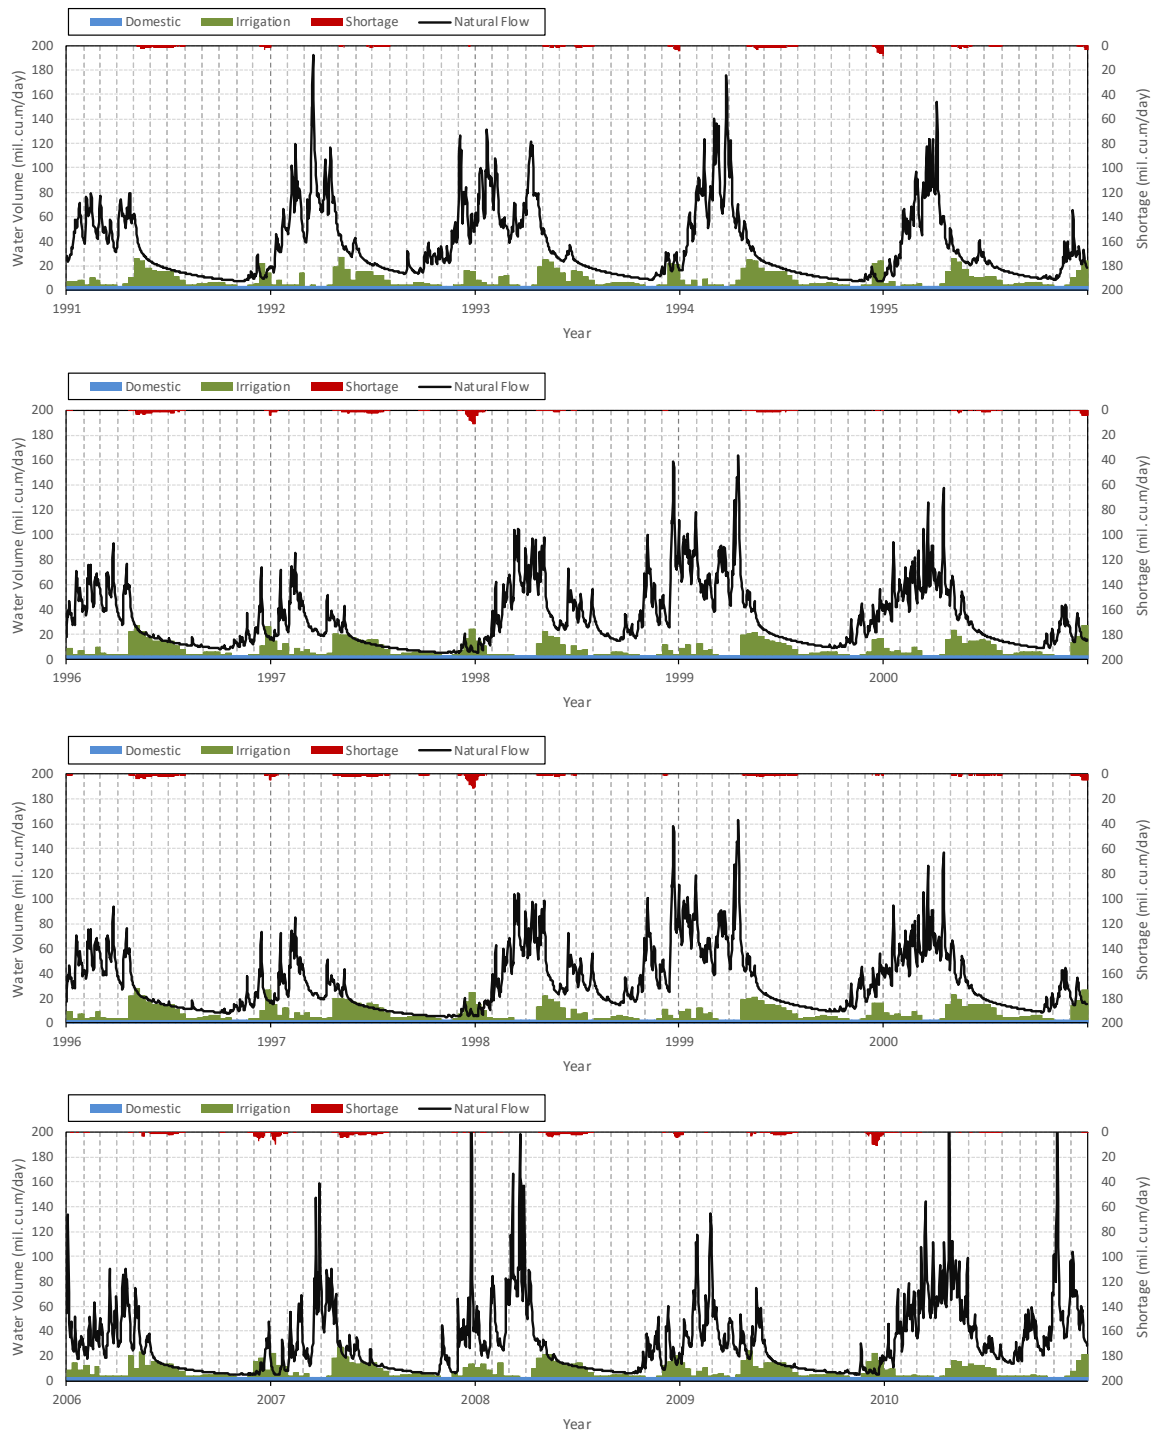 Domestic Irrigation Shortage Natural Flow
Water Volume (mil. cu.m/day)
200 180 160 140 120 100 80 60 40 20 0
0 20 40 60 80 100 120 140 160 180 200
Shortage (mil. cu.m/day)
1991 1992 1993 1994 1995
Year
Domestic Irrigation Shortage Natural Flow
Water Volume (mil. cu.m/day)
200 180 160 140 120 100 80 60 40 20 0
0 20 40 60 80 100 120 140 160 180 200
Shortage (mil. cu.m/day)
1996 1997 1998 1999 2000
Year
Domestic Irrigation Shortage Natural Flow
Water Volume (mil. cu.m/day)
200 180 160 140 120 100 80 60 40 20 0
0 20 40 60 80 100 120 140 160 180 200
Shortage (mil. cu.m/day)
1996 1997 1998 1999 2000
Year
Domestic Irrigation Shortage Natural Flow
Water Volume (mil. cu.m/day)
200 180 160 140 120 100 80 60 40 20 0
0 20 40 60 80 100 120 140 160 180 200
Shortage (mil. cu.m/day)
2006 2007 2008 2009 2010
Year